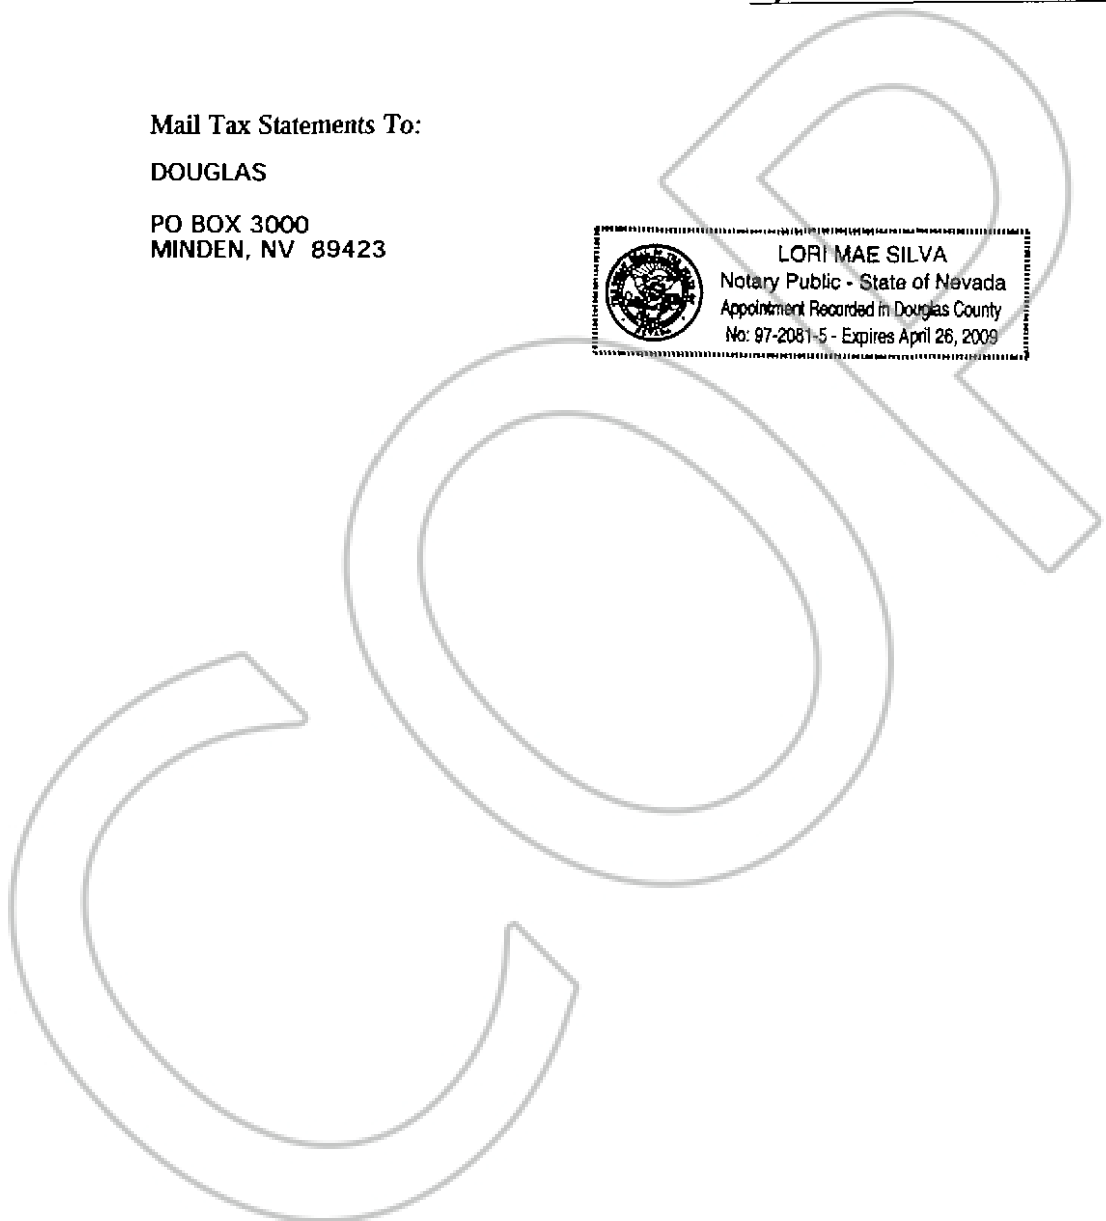 Mail Tax Statements To:
DOUGLAS
PO BOX 3000
MINDEN, NV 89423
LORI MAE SILVA
Notary Public - State of Nevada
Appointment Recorded in Douglas County
No: 97-2081-5 - Expires April 26, 2009
COP